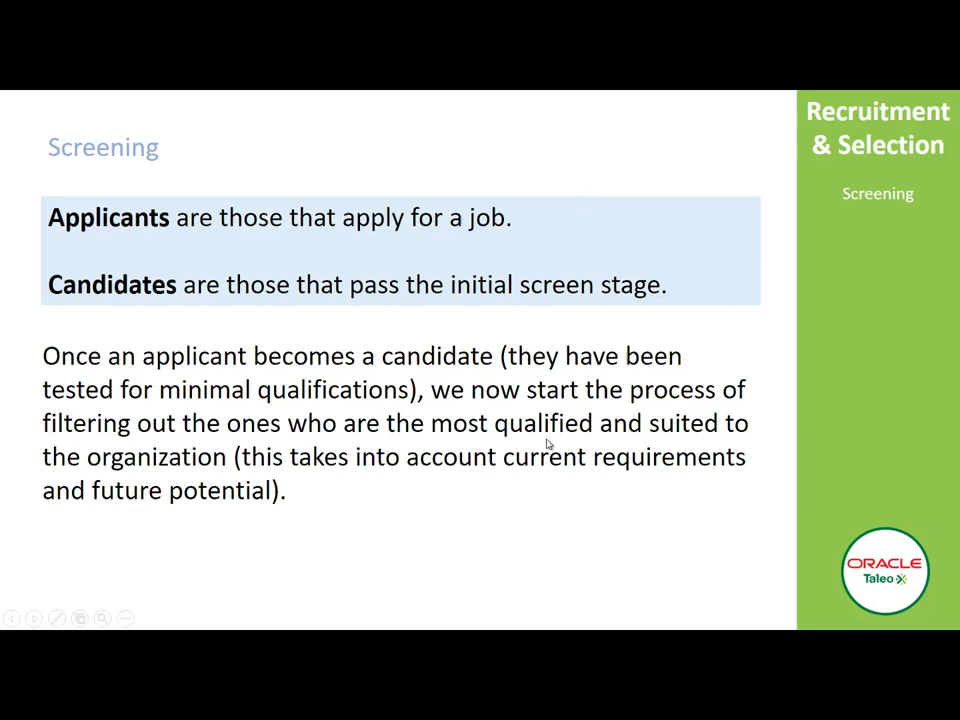 Screening
Applicants are those that apply for a job.
Candidates are those that pass the initial screen stage.
Once an applicant becomes a candidate (they have been
tested for minimal qualifications), we now start the process of
filtering out the ones who are the most qualified and suited to
the organization (this takes into account current requirements
and future potential).
Recruitment
& Selection
Screening
ORACLE
Taleo